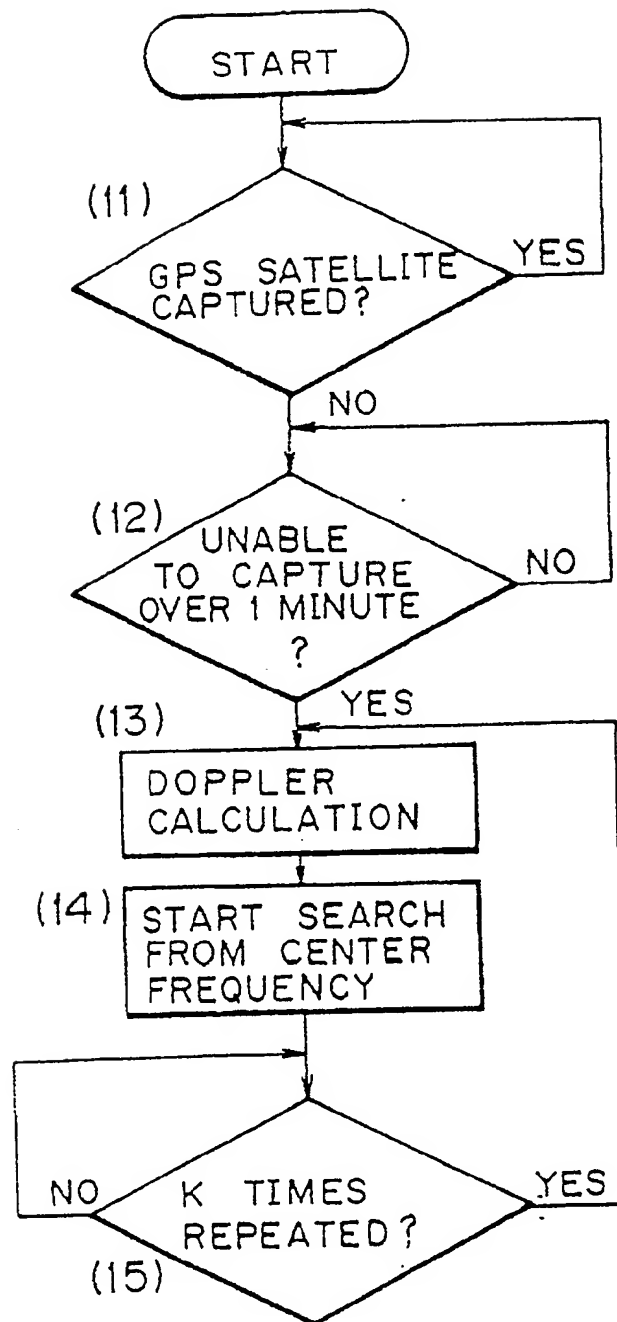 START
(11)
GPS SATELLITE
CAPTURED?
YES
NO
(12)
UNABLE
TO CAPTURE
OVER 1 MINUTE
?
NO
YES
(13)
DOPPLER
CALCULATION
(14)
START SEARCH
FROM CENTER
FREQUENCY
NO
K TIMES
REPEATED?
YES
(15)